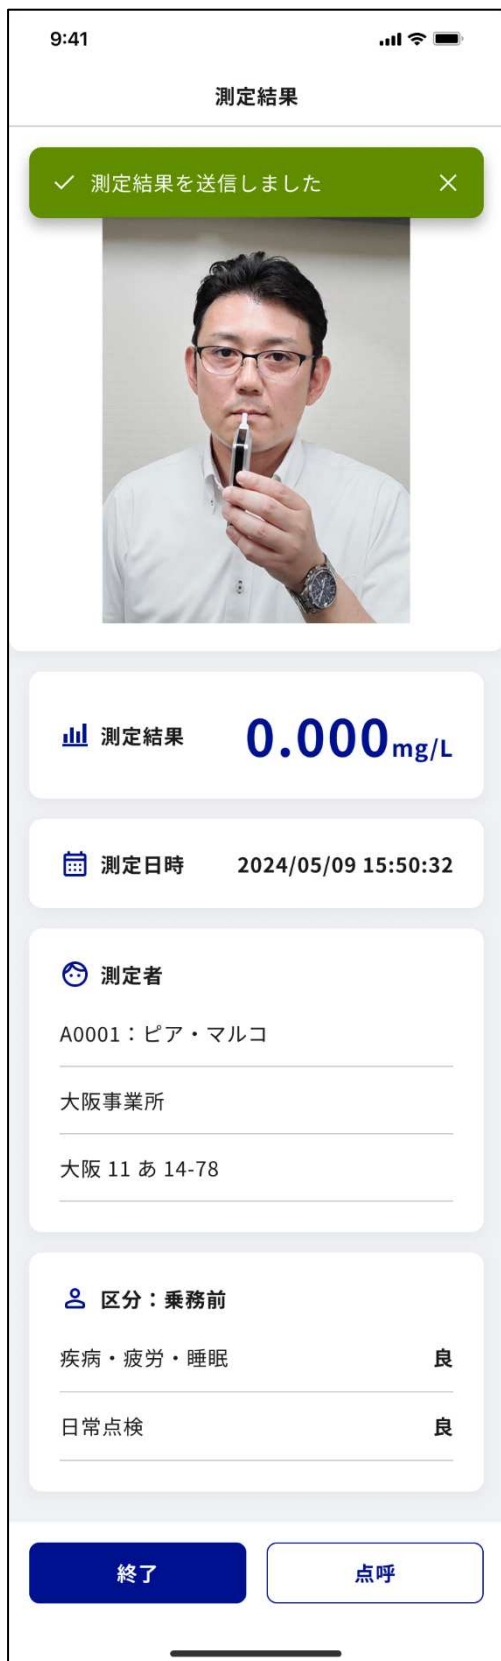 9:41
測定結果
測定結果を送信しました
測定結果 0.000mg/L
測定日時 2024/05/09 15:50:32
測定者
A0001：ピア・マルコ
大阪事業所
大阪 11 あ 14-78
区分：乗務前
疾病・疲労・睡眠 良
日常点検 良
終了 点呼